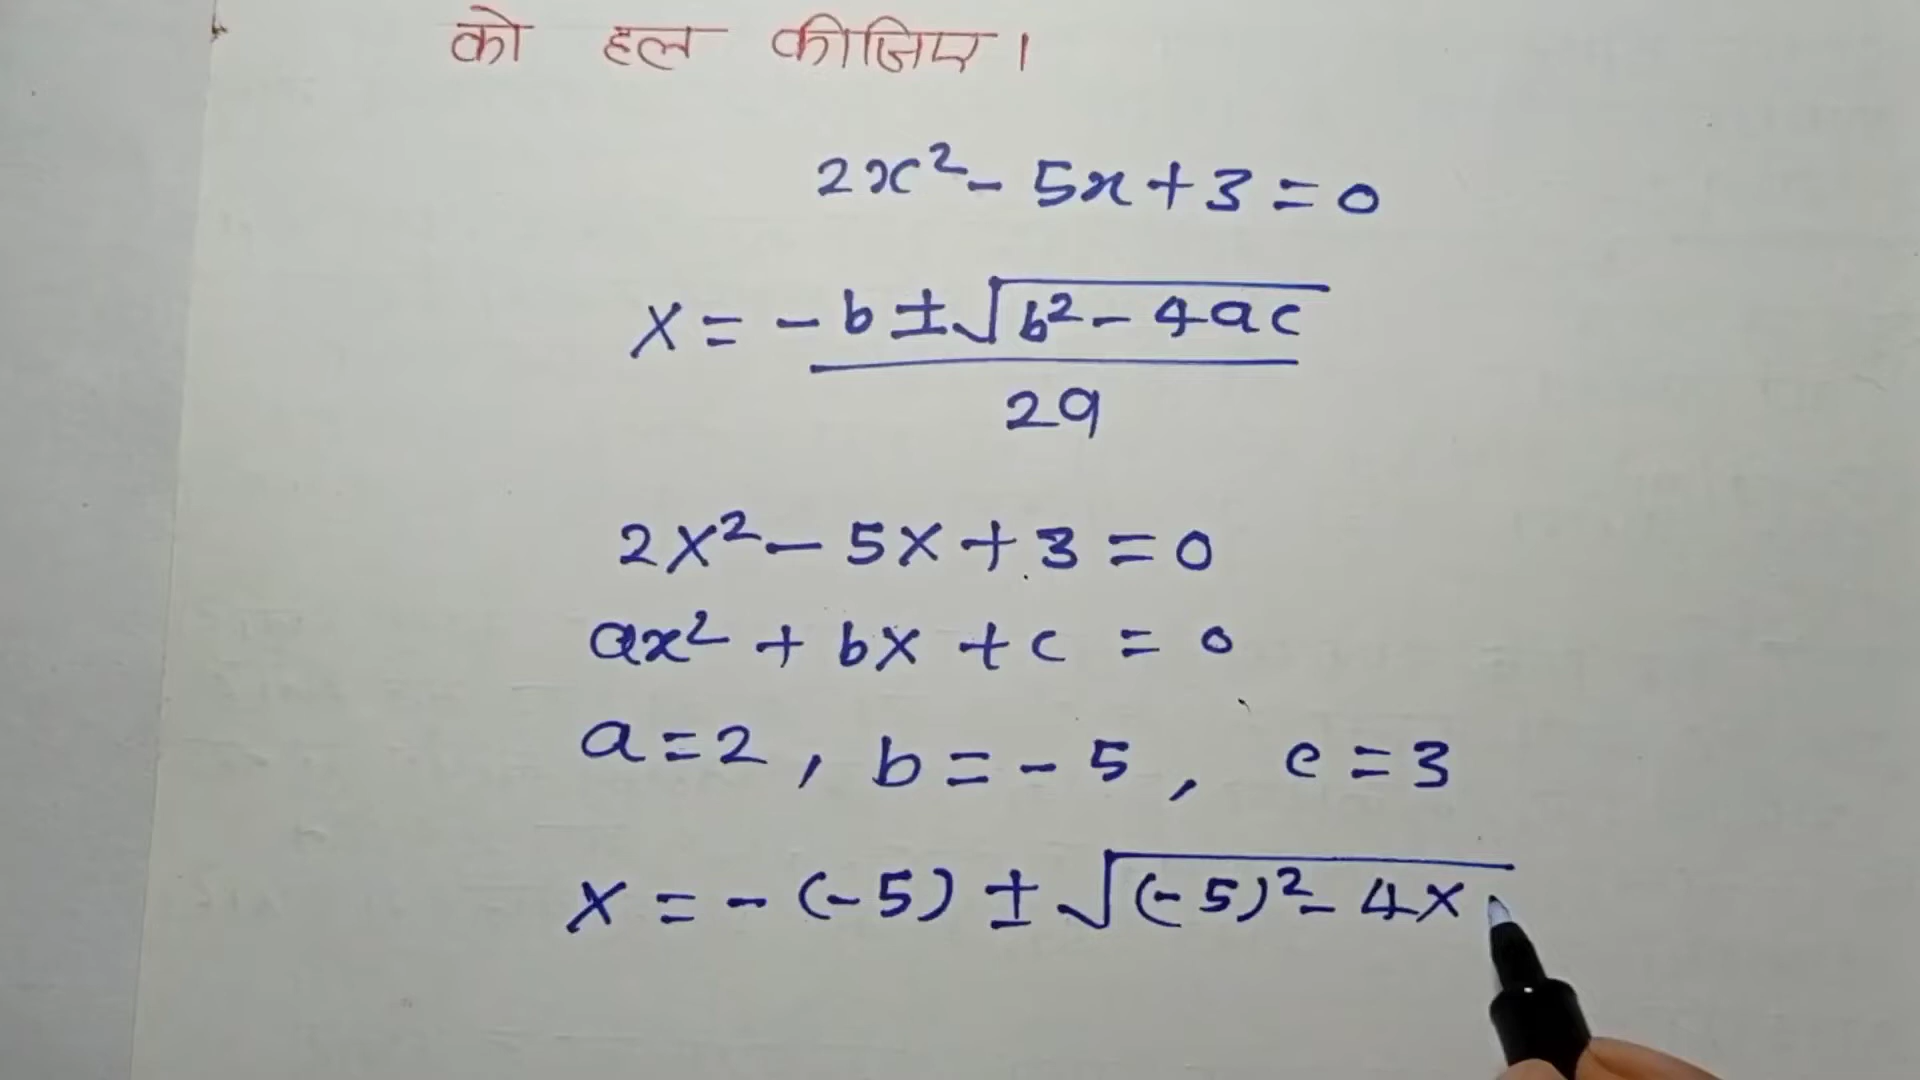 को हल कीजिए।
2x² - 5x + 3 = 0
x = -b ± √(b² - 4ac) / 2a
2x² - 5x + 3 = 0
ax² + bx + c = 0
a = 2, b = -5, c = 3
x = -(-5) ± √((-5)² - 4×